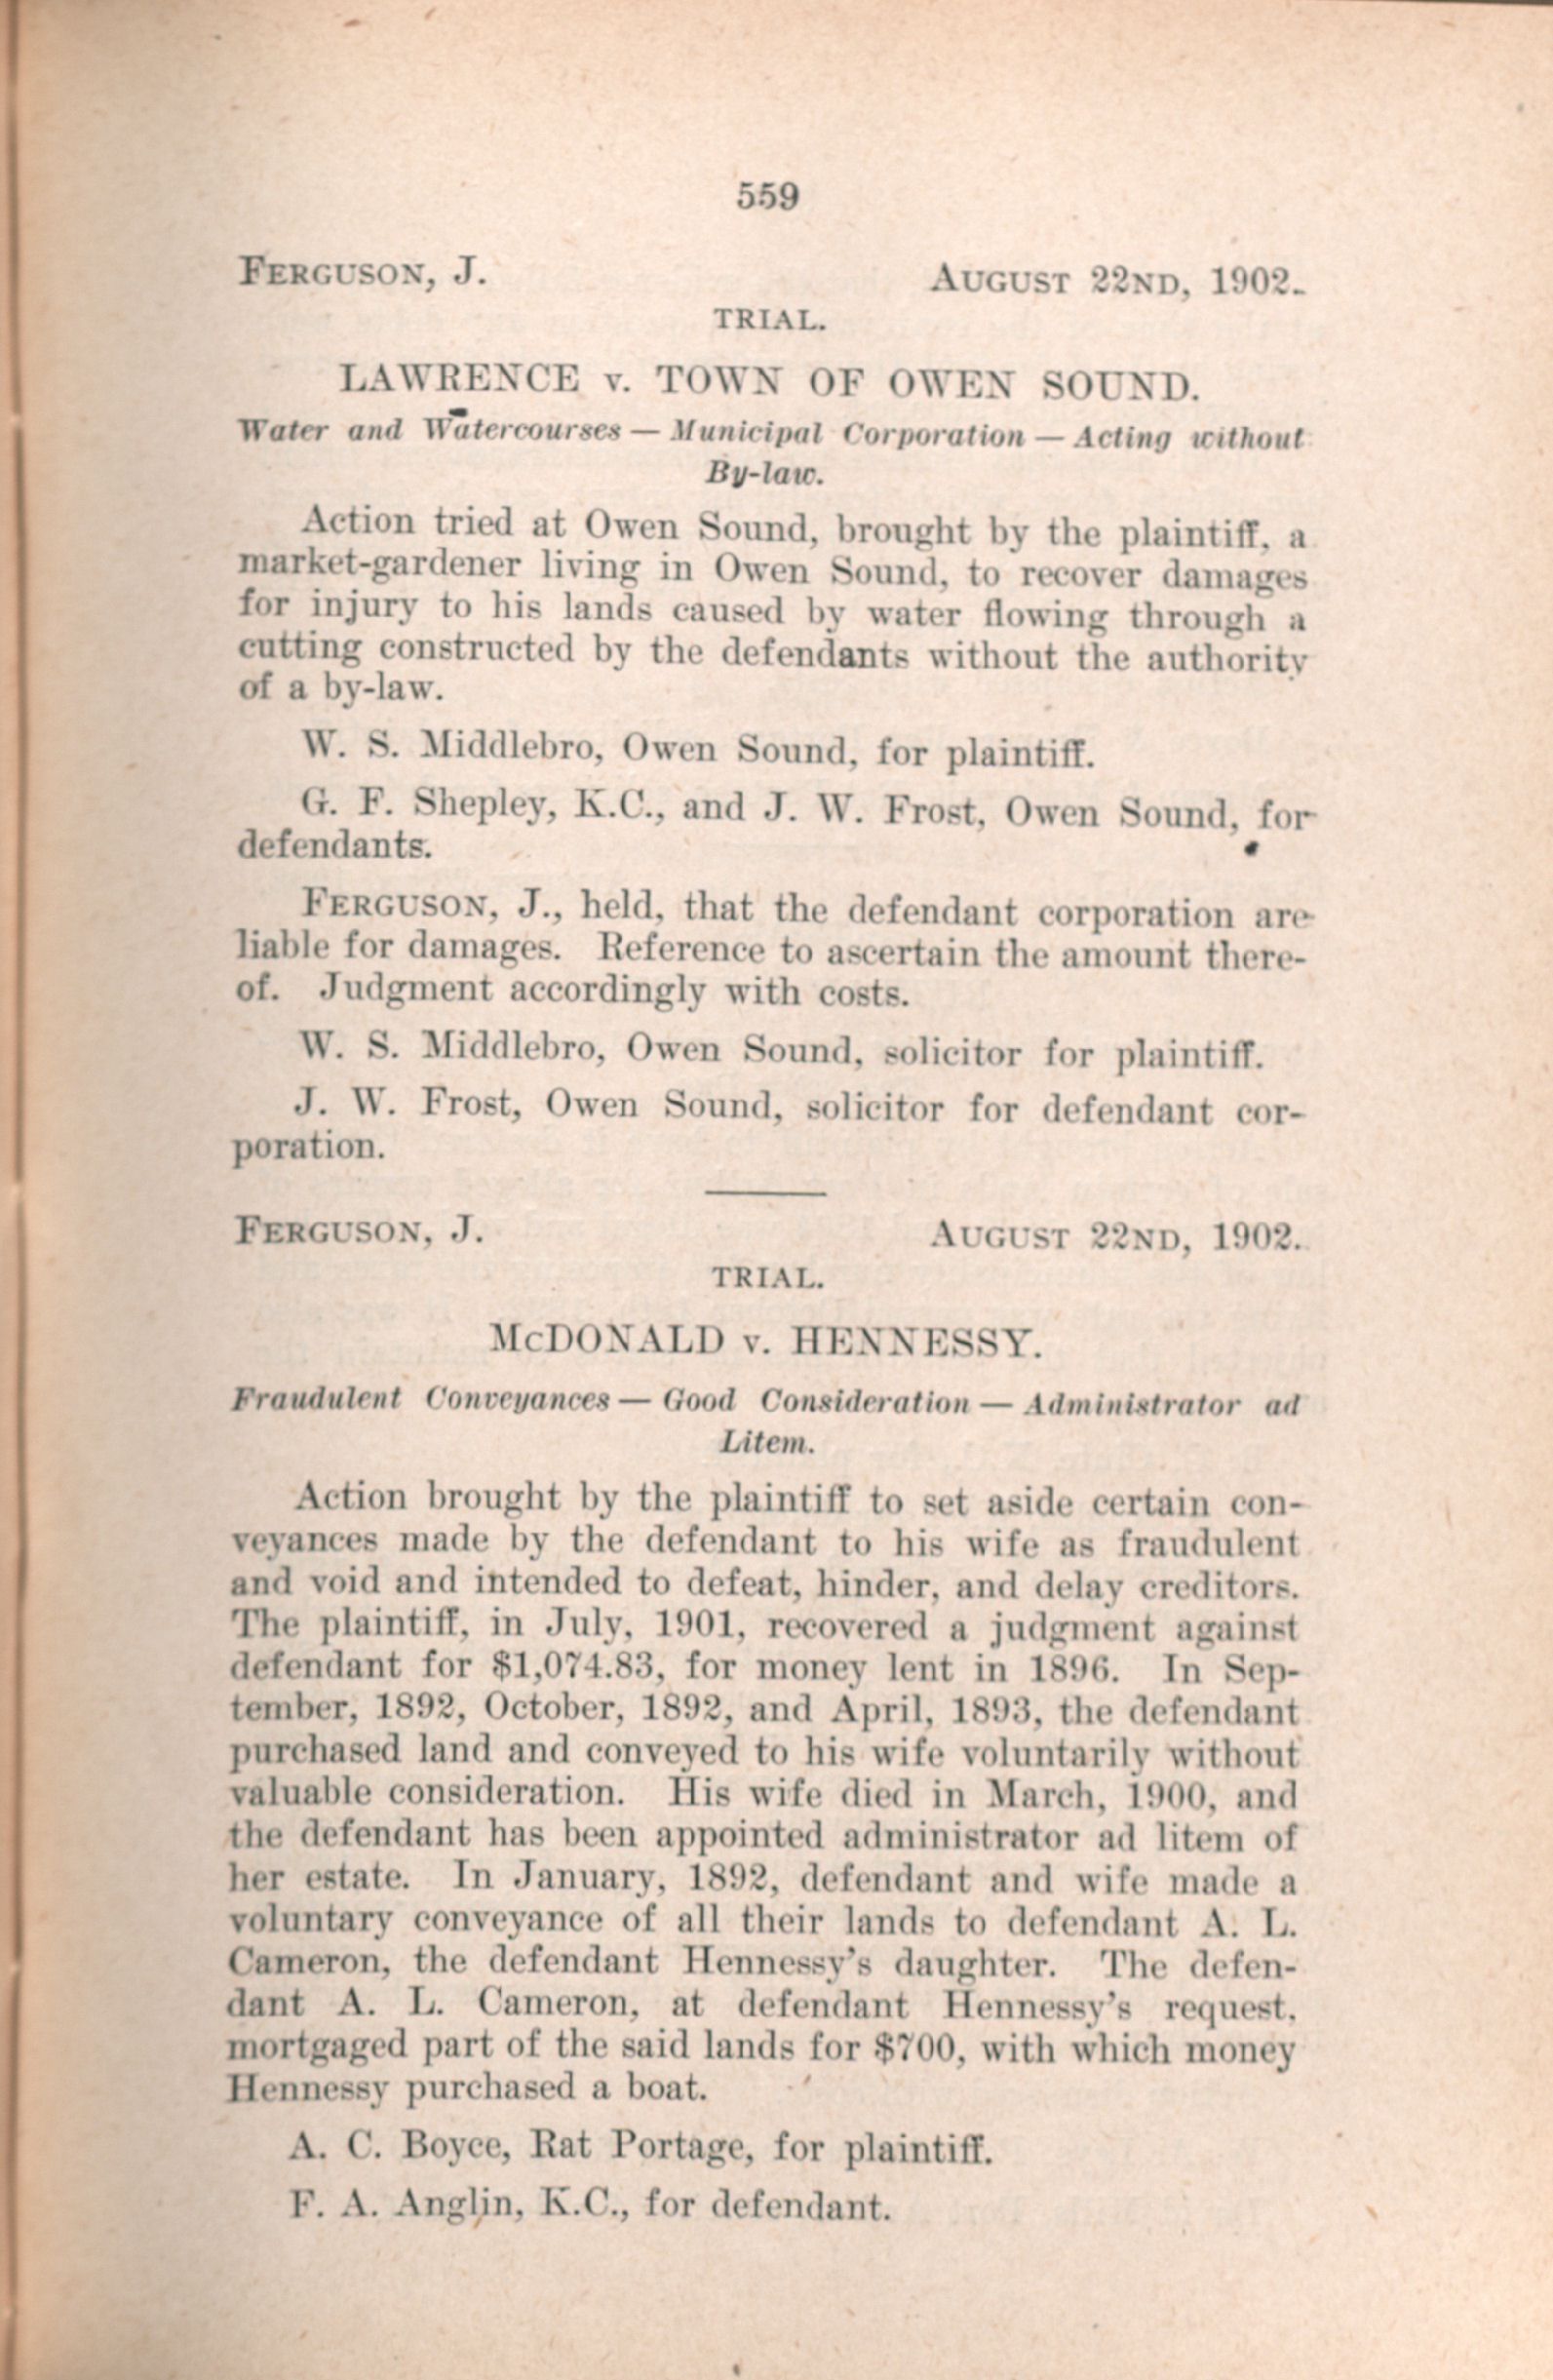 559
FERGUSON, J.
AUGUST 22ND, 1902.
TRIAL.
LAWRENCE v. TOWN OF OWEN SOUND.
Water and Watercourses — Municipal Corporation — Acting without
By-law.
Action tried at Owen Sound, brought by the plaintiff, a
market-gardener living in Owen Sound, to recover damages
for injury to his lands caused by water flowing through a
cutting constructed by the defendants without the authority
of a by-law.
W. S. Middlebro, Owen Sound, for plaintiff.
G. F. Shepley, K.C., and J. W. Frost, Owen Sound, for
defendants.
FERGUSON, J., held, that the defendant corporation are
liable for damages. Reference to ascertain the amount there-
of. Judgment accordingly with costs.
W. S. Middlebro, Owen Sound, solicitor for plaintiff.
J. W. Frost, Owen Sound, solicitor for defendant cor-
poration.
FERGUSON, J.
AUGUST 22ND, 1902.
TRIAL.
McDONALD v. HENNESSY.
Fraudulent Conveyances — Good Consideration — Administrator ad
Litem.
Action brought by the plaintiff to set aside certain con-
veyances made by the defendant to his wife as fraudulent
and void and intended to defeat, hinder, and delay creditors.
The plaintiff, in July, 1901, recovered a judgment against
defendant for $1,074.83, for money lent in 1896. In Sep-
tember, 1892, October, 1892, and April, 1893, the defendant
purchased land and conveyed to his wife voluntarily without
valuable consideration. His wife died in March, 1900, and
the defendant has been appointed administrator ad litem of
her estate. In January, 1892, defendant and wife made a
voluntary conveyance of all their lands to defendant A. L.
Cameron, the defendant Hennessy's daughter. The defen-
dant A. L. Cameron, at defendant Hennessy's request,
mortgaged part of the said lands for $700, with which money
Hennessy purchased a boat.
A. C. Boyce, Rat Portage, for plaintiff.
F. A. Anglin, K.C., for defendant.